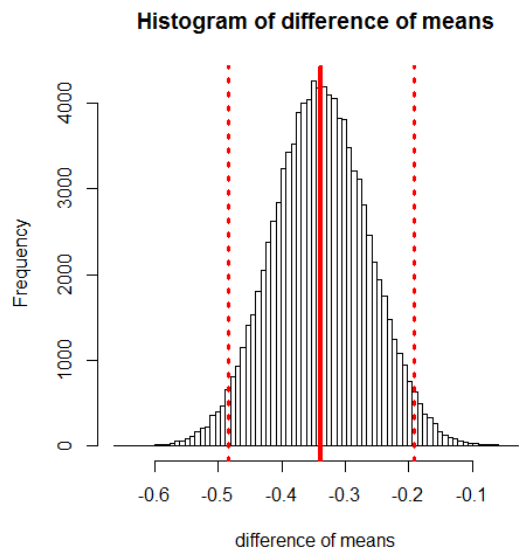 Histogram of difference of means
Frequency
4000
3000
2000
1000
0
-0.6 -0.5 -0.4 -0.3 -0.2 -0.1
difference of means